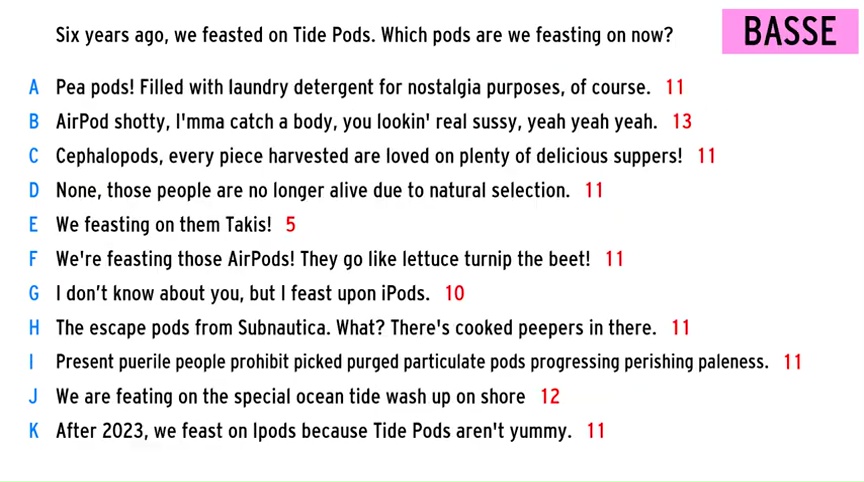 Six years ago, we feasted on Tide Pods. Which pods are we feasting on now?
BASSE
A Pea pods! Filled with laundry detergent for nostalgia purposes, of course. 11
B AirPod shotty, I'mma catch a body, you lookin' real sussy, yeah yeah yeah. 13
C Cephalopods, every piece harvested are loved on plenty of delicious suppers! 11
D None, those people are no longer alive due to natural selection. 11
E We feasting on them Takis! 5
F We're feasting those AirPods! They go like lettuce turnip the beet! 11
G I don't know about you, but I feast upon iPods. 10
H The escape pods from Subnautica. What? There's cooked peepers in there. 11
I Present puerile people prohibit picked purged particulate pods progressing perishing paleness. 11
J We are feating on the special ocean tide wash up on shore 12
K After 2023, we feast on Ipods because Tide Pods aren't yummy. 11